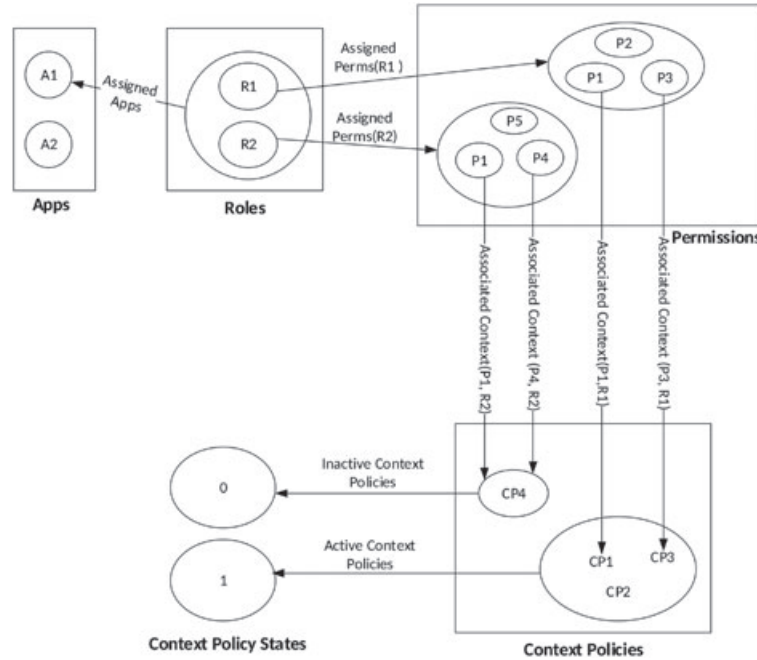 A1
A2
Apps
Assigned
Apps
R1
R2
Roles
Assigned
Perms(R1 )
Assigned
Perms(R2)
P2
P1
P3
P5
P1
P4
Permissions
Associated Context(P1, R2)
Associated Context (P4, R2)
Associated Context(P1,R1)
Associated Context (P3, R1)
0
Inactive Context
Policies
CP4
1
Active Context
Policies
CP1
CP3
CP2
Context Policy States
Context Policies